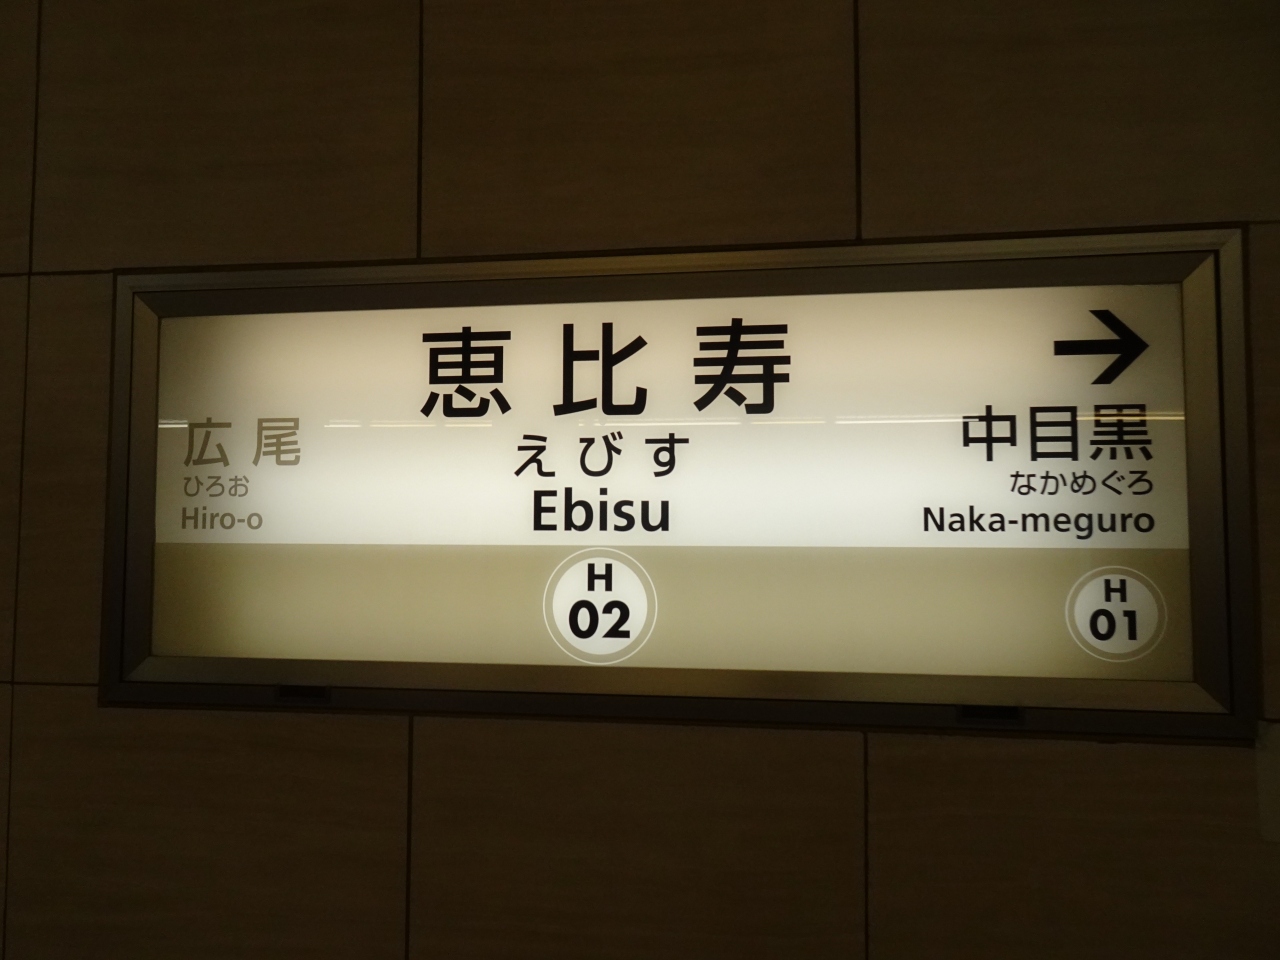 恵比寿
えびす
Ebisu
H
02
広尾
ひろお
Hiro-o
→
中目黒
なかめぐろ
Naka-meguro
H
01